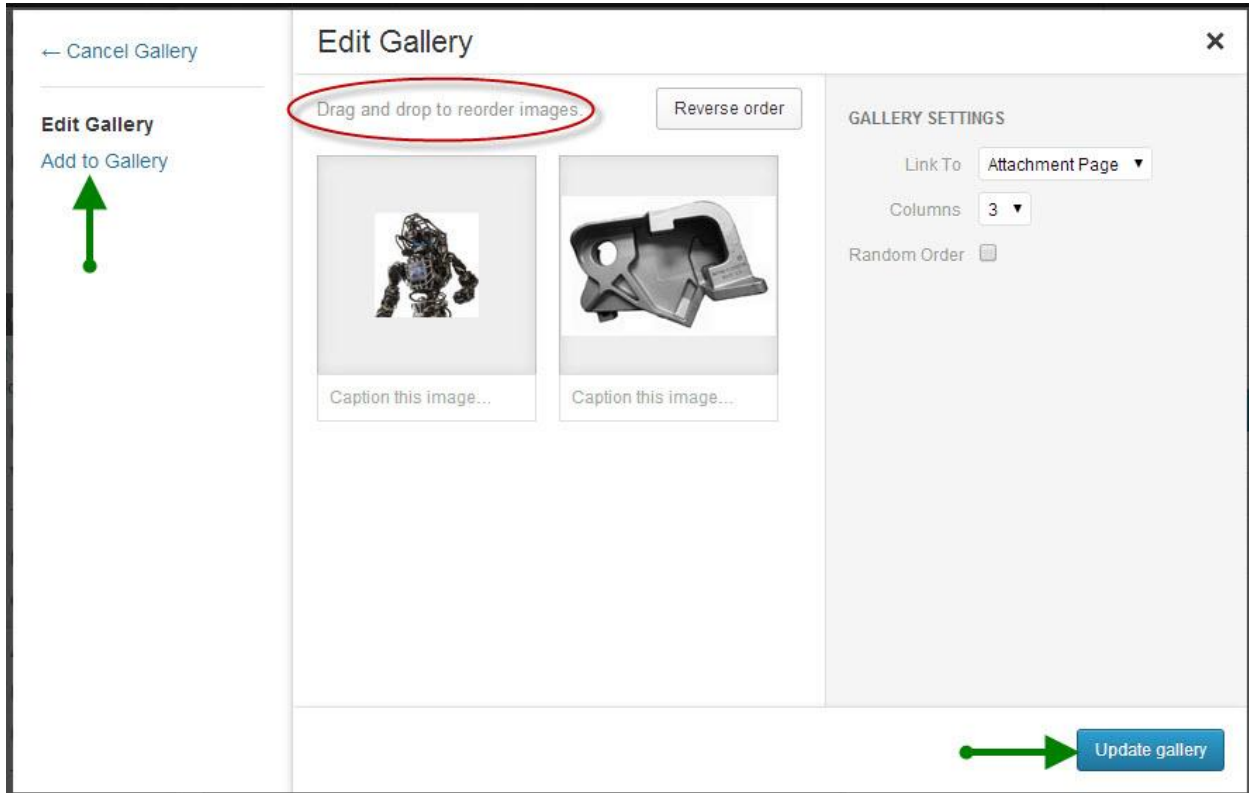 ← Cancel Gallery
Edit Gallery
Add to Gallery
Edit Gallery
×
Drag and drop to reorder images.
Reverse order
Caption this image...
Caption this image...
GALLERY SETTINGS
Link To Attachment Page ▼
Columns 3 ▼
Random Order
Update gallery